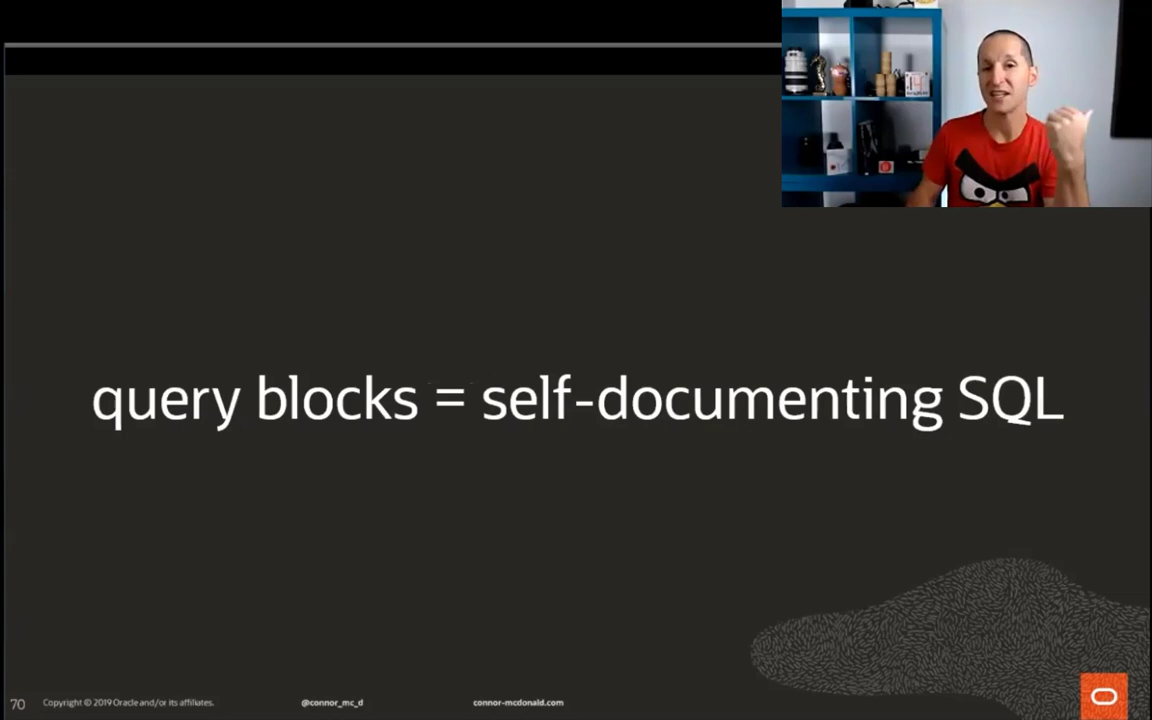 query blocks = self-documenting SQL
70
Copyright © 2019 Oracle and/or its affiliates.
@connor_mc_d
connor-mcdonald.com